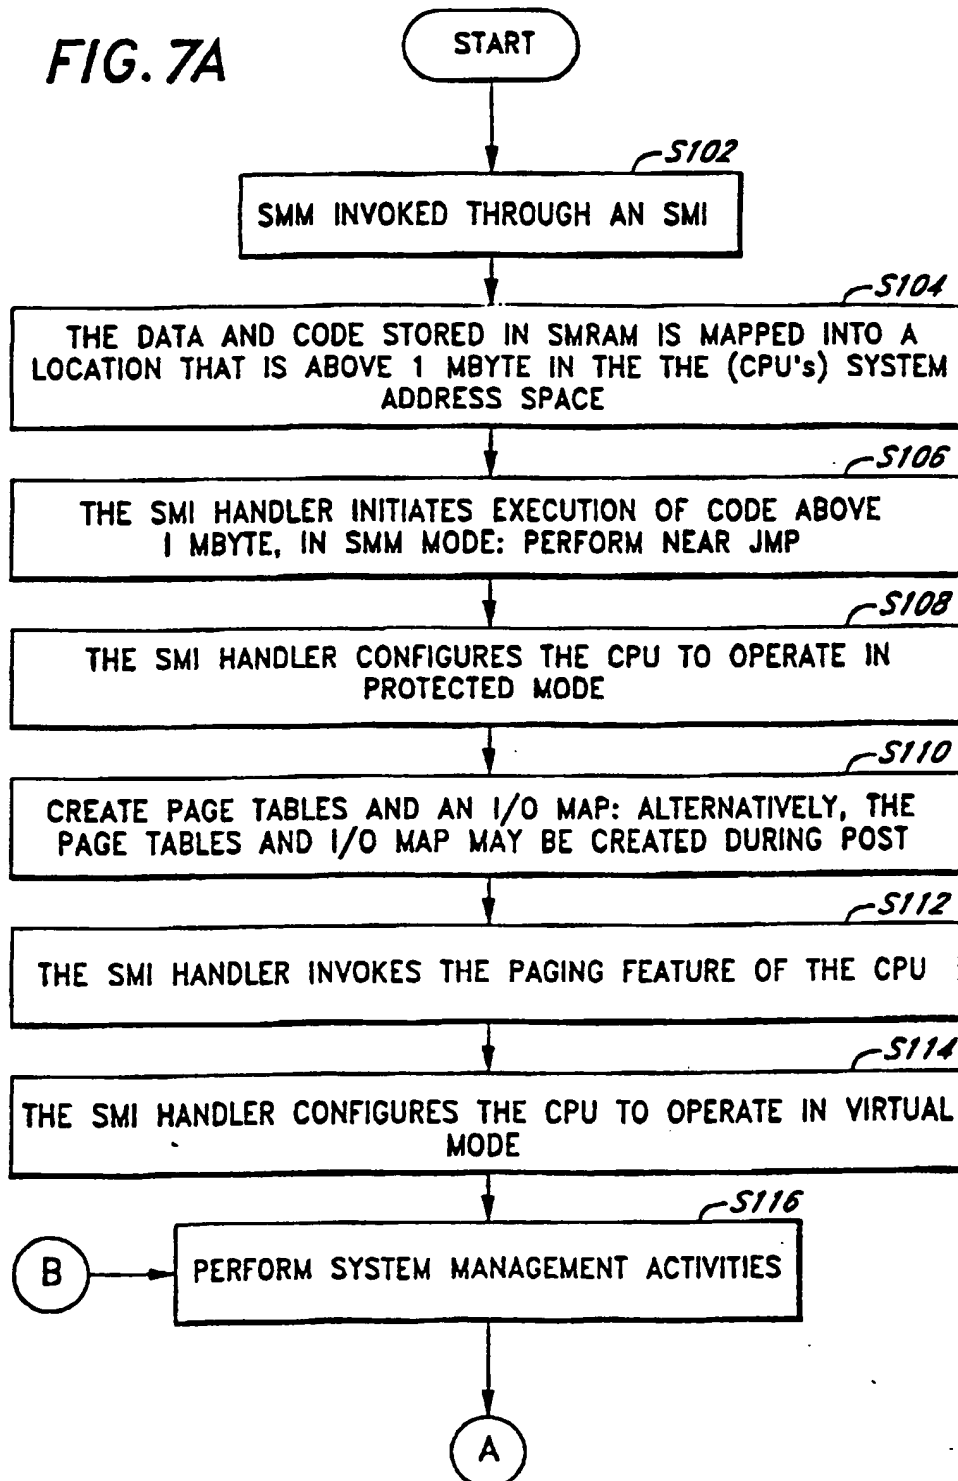 FIG. 7A
START
S102
SMM INVOKED THROUGH AN SMI
S104
THE DATA AND CODE STORED IN SMRAM IS MAPPED INTO A
LOCATION THAT IS ABOVE 1 MBYTE IN THE THE (CPU's) SYSTEM
ADDRESS SPACE
S106
THE SMI HANDLER INITIATES EXECUTION OF CODE ABOVE
1 MBYTE, IN SMM MODE: PERFORM NEAR JMP
S108
THE SMI HANDLER CONFIGURES THE CPU TO OPERATE IN
PROTECTED MODE
S110
CREATE PAGE TABLES AND AN I/O MAP: ALTERNATIVELY, THE
PAGE TABLES AND I/O MAP MAY BE CREATED DURING POST
S112
THE SMI HANDLER INVOKES THE PAGING FEATURE OF THE CPU
S114
THE SMI HANDLER CONFIGURES THE CPU TO OPERATE IN VIRTUAL
MODE
S116
B
PERFORM SYSTEM MANAGEMENT ACTIVITIES
A